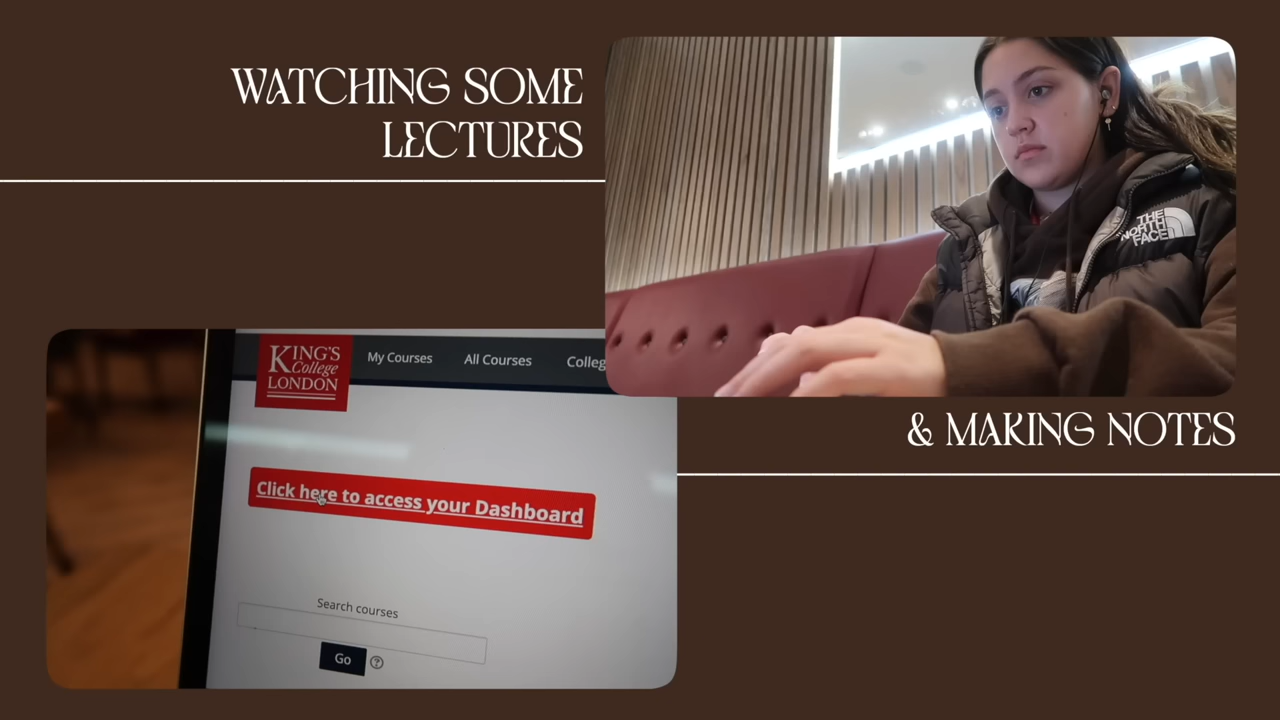 WATCHING SOME
LECTURES
THE
NORTH
FACE
KING'S
College
LONDON
My Courses
All Courses
Click here to access your Dashboard
Search courses
Go
?
& MAKING NOTES